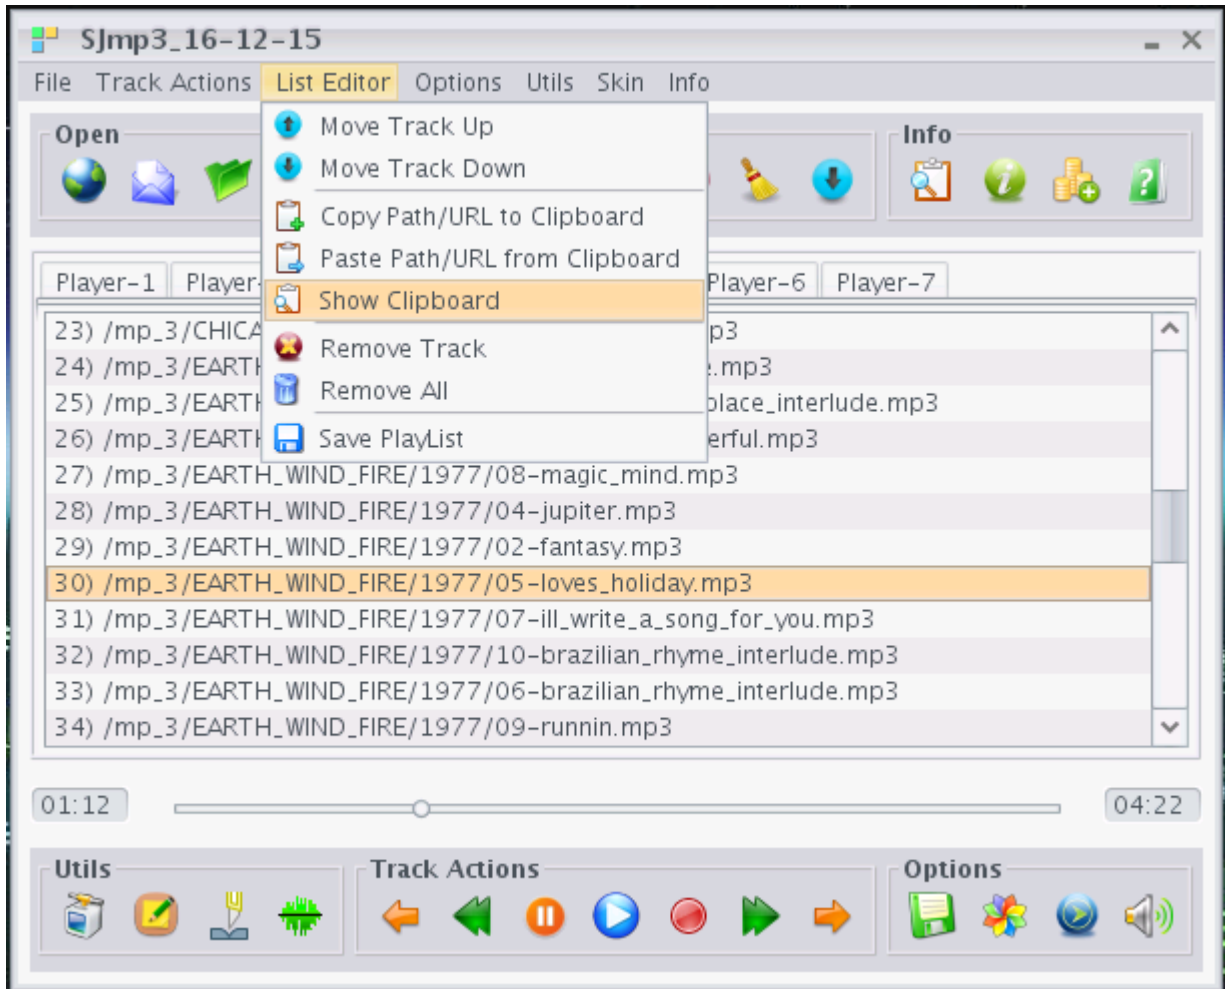 SJmp3_16-12-15
File Track Actions List Editor Options Utils Skin Info
Open
Info
Move Track Up
Move Track Down
Copy Path/URL to Clipboard
Paste Path/URL from Clipboard
Show Clipboard
Remove Track
Remove All
Save PlayList
Player-1 Player- Player-6 Player-7
23) /mp_3/CHICA p3
24) /mp_3/EARTH .mp3
25) /mp_3/EARTH place_interlude.mp3
26) /mp_3/EARTH erful.mp3
27) /mp_3/EARTH_WIND_FIRE/1977/08-magic_mind.mp3
28) /mp_3/EARTH_WIND_FIRE/1977/04-jupiter.mp3
29) /mp_3/EARTH_WIND_FIRE/1977/02-fantasy.mp3
30) /mp_3/EARTH_WIND_FIRE/1977/05-loves_holiday.mp3
31) /mp_3/EARTH_WIND_FIRE/1977/07-ill_write_a_song_for_you.mp3
32) /mp_3/EARTH_WIND_FIRE/1977/10-brazilian_rhyme_interlude.mp3
33) /mp_3/EARTH_WIND_FIRE/1977/06-brazilian_rhyme_interlude.mp3
34) /mp_3/EARTH_WIND_FIRE/1977/09-runnin.mp3
01:12 04:22
Utils Track Actions Options